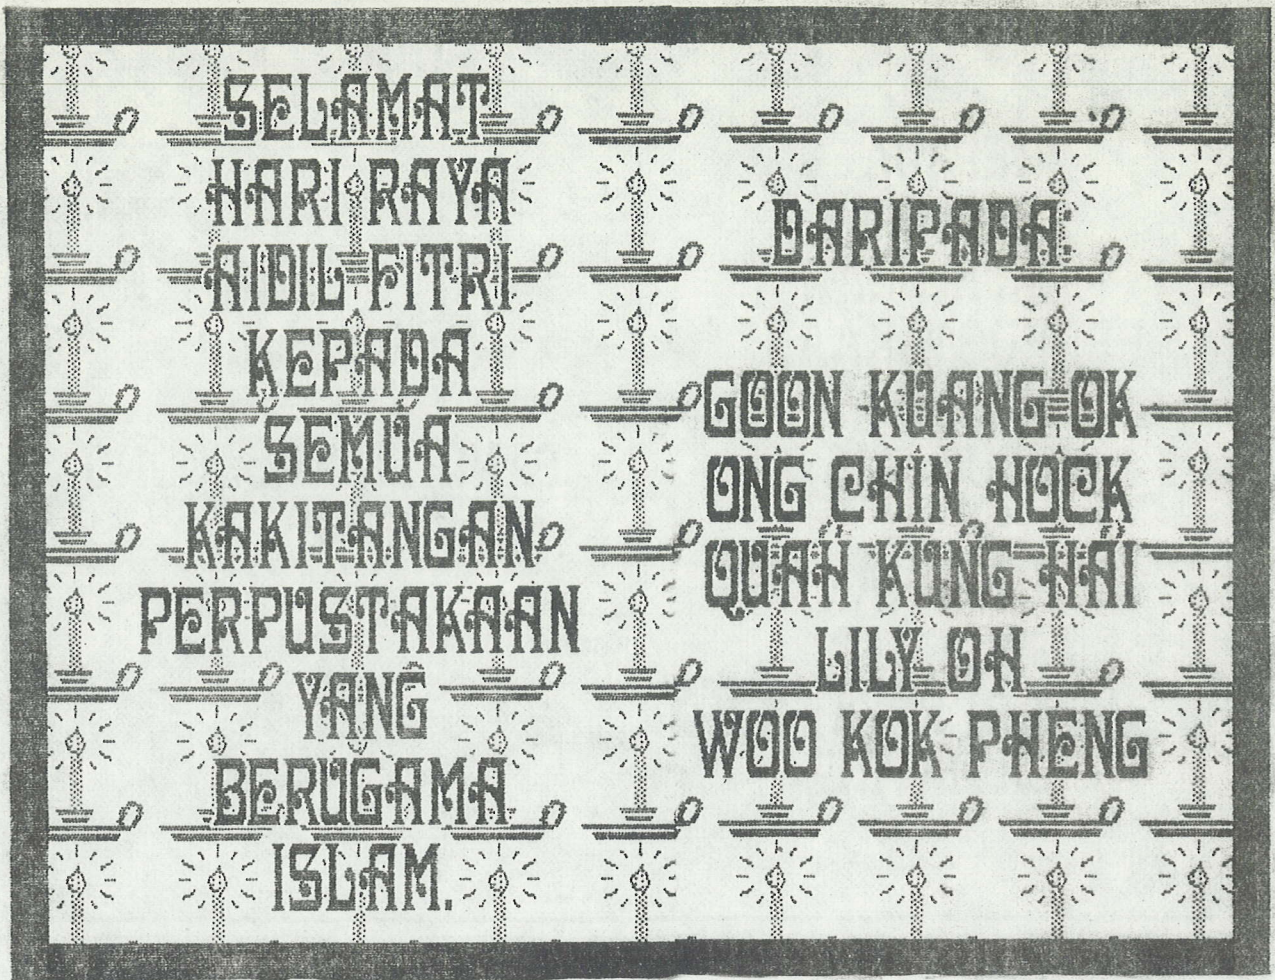 SELAMAT
HARI RAYA
AIDIL FITRI
KEPADA
SEMUA
KAKITANGAN
PERPUSTAKAAN
YANG
BERUGAMA
ISLAM.
DARIPADA:
GOON KUANG OK
ONG CHIN HOCK
QUAH KUNG HAI
LILY OH
WOO KOK PHENG